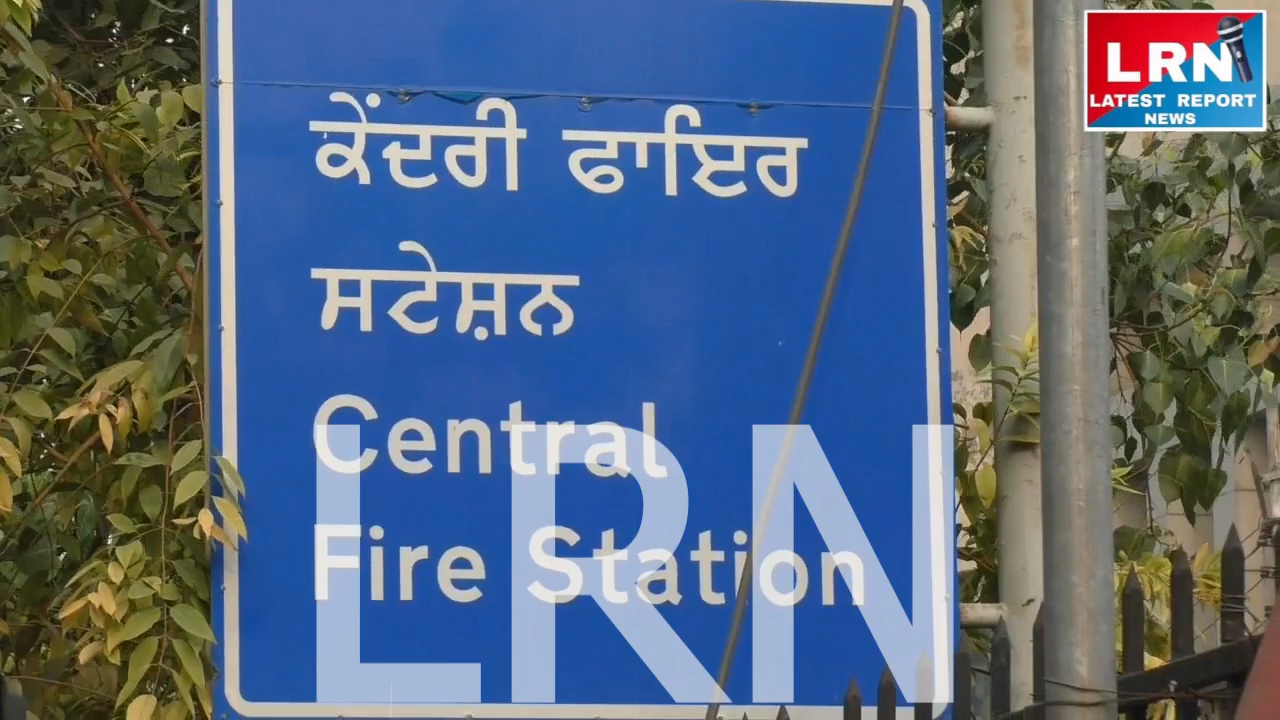 ਕੇਂਦਰੀ ਫਾਇਰ
ਸਟੇਸ਼ਨ
Central
Fire Station
LRN
LRN
LATEST REPORT
NEWS